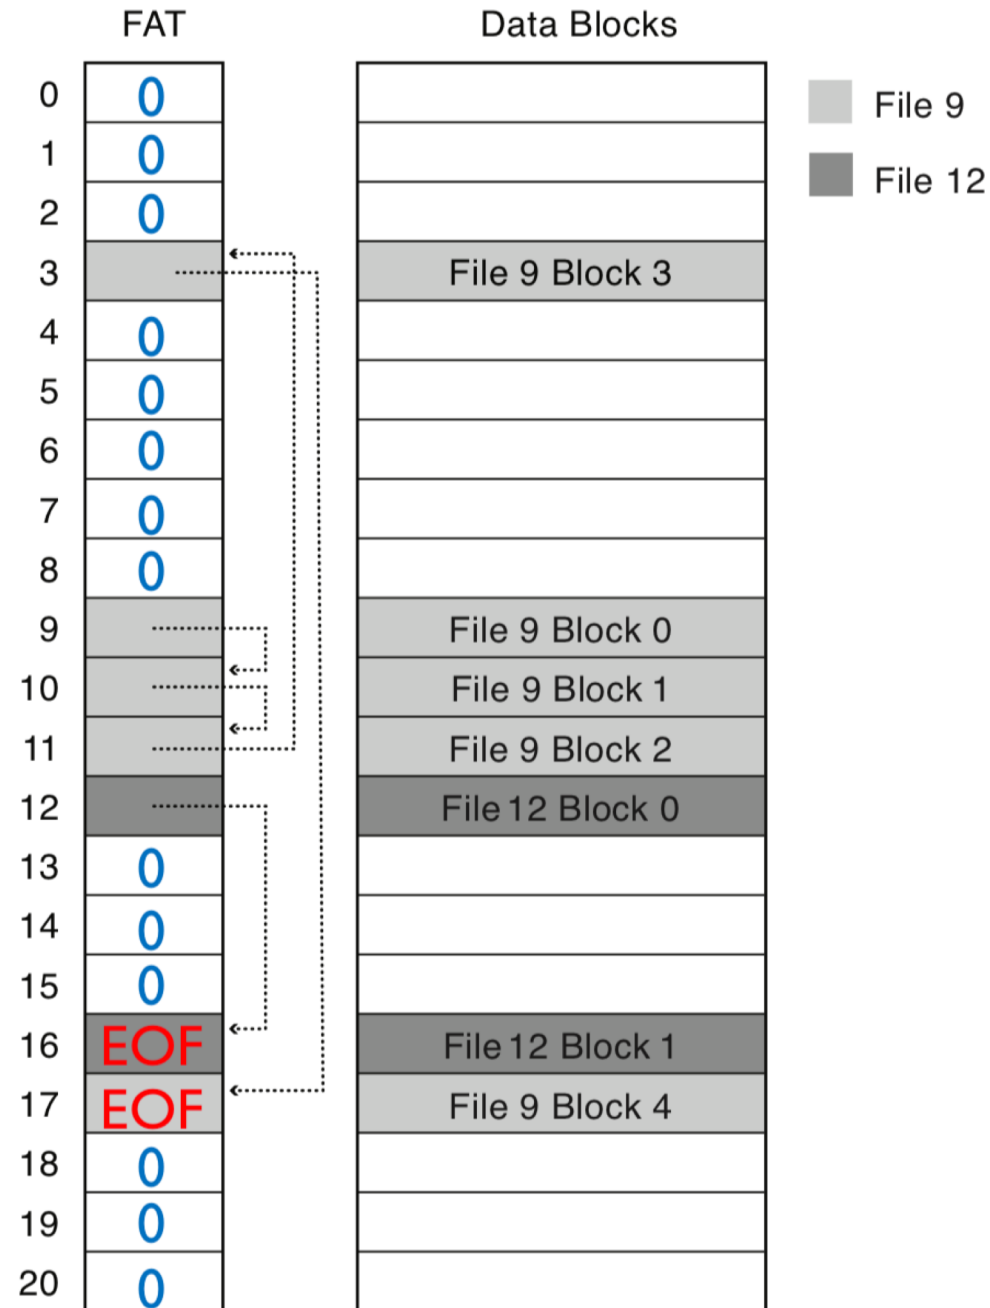 FAT Data Blocks
0 0
File 9
1 0
File 12
2 0
3 File 9 Block 3
4 0
5 0
6 0
7 0
8 0
9 File 9 Block 0
10 File 9 Block 1
11 File 9 Block 2
12 File 12 Block 0
13 0
14 0
15 0
16 EOF File 12 Block 1
17 EOF File 9 Block 4
18 0
19 0
20 0